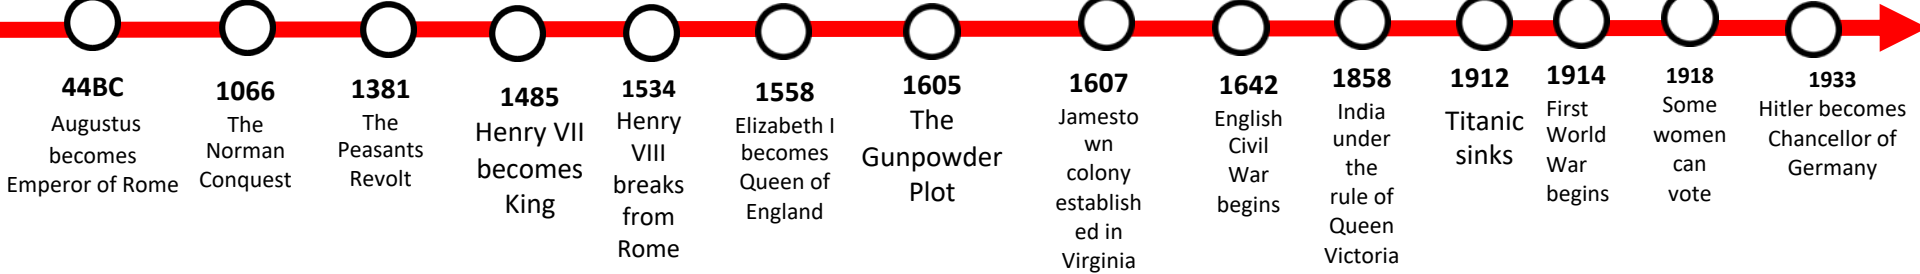 44BC
Augustus
becomes
Emperor of Rome
1066
The
Norman
Conquest
1381
The
Peasants
Revolt
1485
Henry VII
becomes
King
1534
Henry
VIII
breaks
from
Rome
1558
Elizabeth I
becomes
Queen of
England
1605
The
Gunpowder
Plot
1607
Jamesto
wn
colony
establish
ed in
Virginia
1642
English
Civil
War
begins
1858
India
under
the
rule of
Queen
Victoria
1912
Titanic
sinks
1914
First
World
War
begins
1918
Some
women
can
vote
1933
Hitler becomes
Chancellor of
Germany